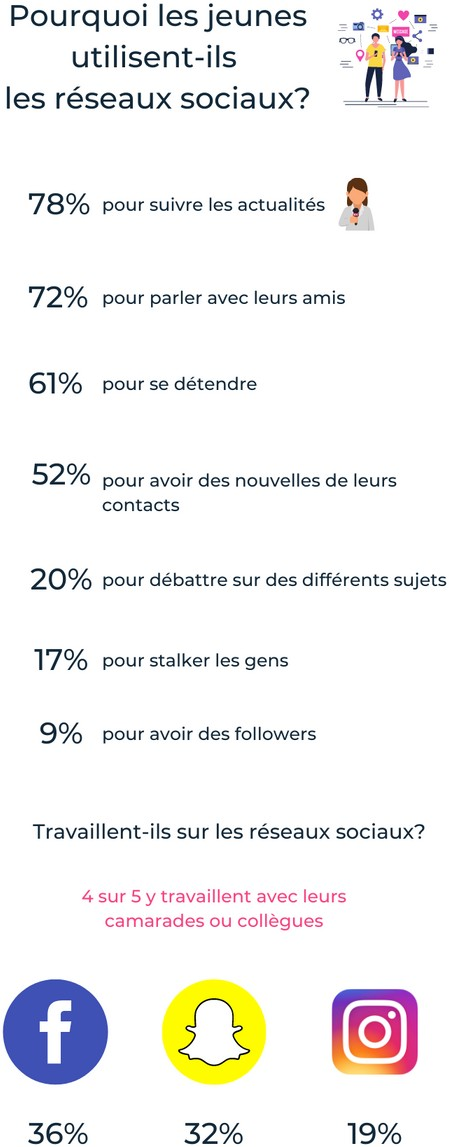 Pourquoi les jeunes
utilisent-ils
les réseaux sociaux?
78% pour suivre les actualités
72% pour parler avec leurs amis
61% pour se détendre
52% pour avoir des nouvelles de leurs
contacts
20% pour débattre sur des différents sujets
17% pour stalker les gens
9% pour avoir des followers
Travaillent-ils sur les réseaux sociaux?
4 sur 5 y travaillent avec leurs
camarades ou collègues
36% 32% 19%